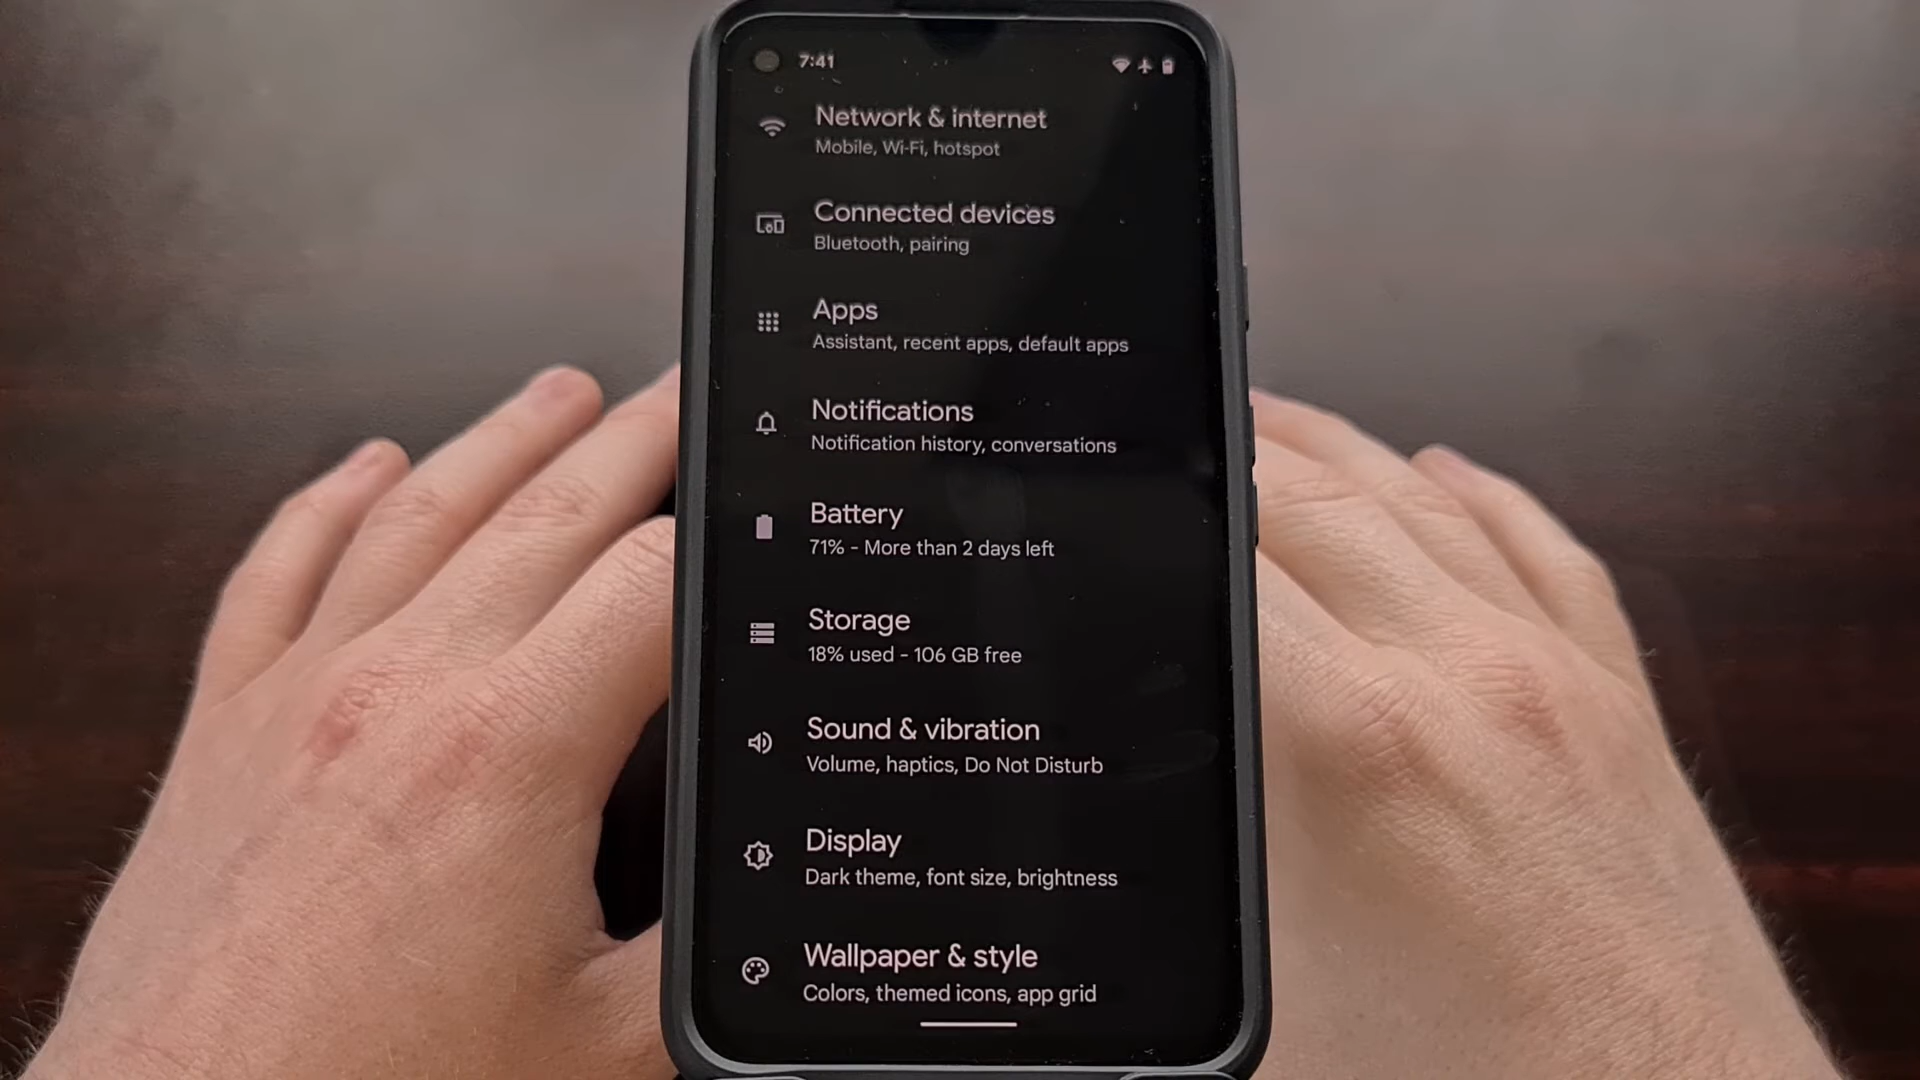 7:41
Network & internet
Mobile, Wi-Fi, hotspot
Connected devices
Bluetooth, pairing
Apps
Assistant, recent apps, default apps
Notifications
Notification history, conversations
Battery
71% - More than 2 days left
Storage
18% used - 106 GB free
Sound & vibration
Volume, haptics, Do Not Disturb
Display
Dark theme, font size, brightness
Wallpaper & style
Colors, themed icons, app grid